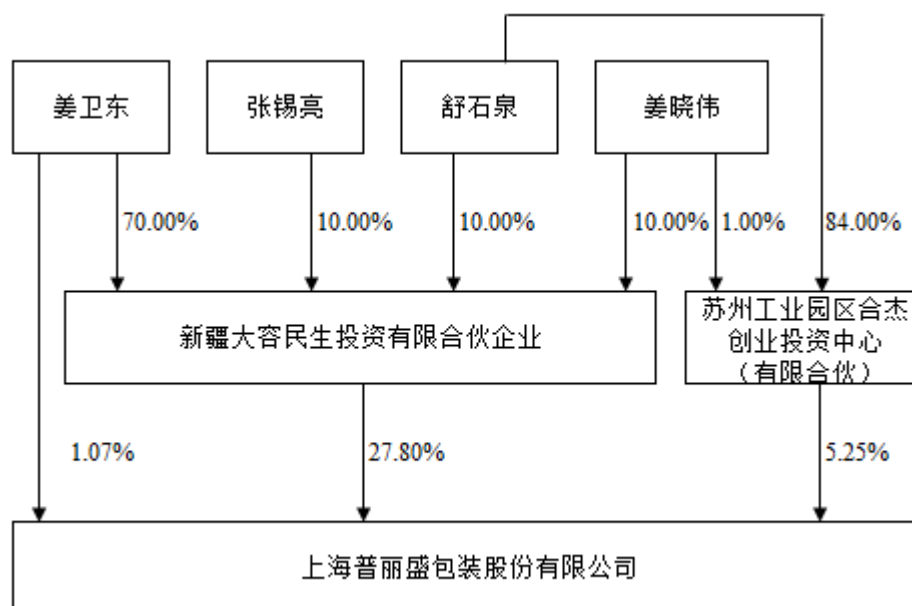 姜卫东
张锡亮
舒石泉
姜晓伟
70.00%
10.00%
10.00%
10.00%
1.00%
84.00%
新疆大容民生投资有限合伙企业
苏州工业园区合杰
创业投资中心
（有限合伙）
1.07%
27.80%
5.25%
上海普丽盛包装股份有限公司